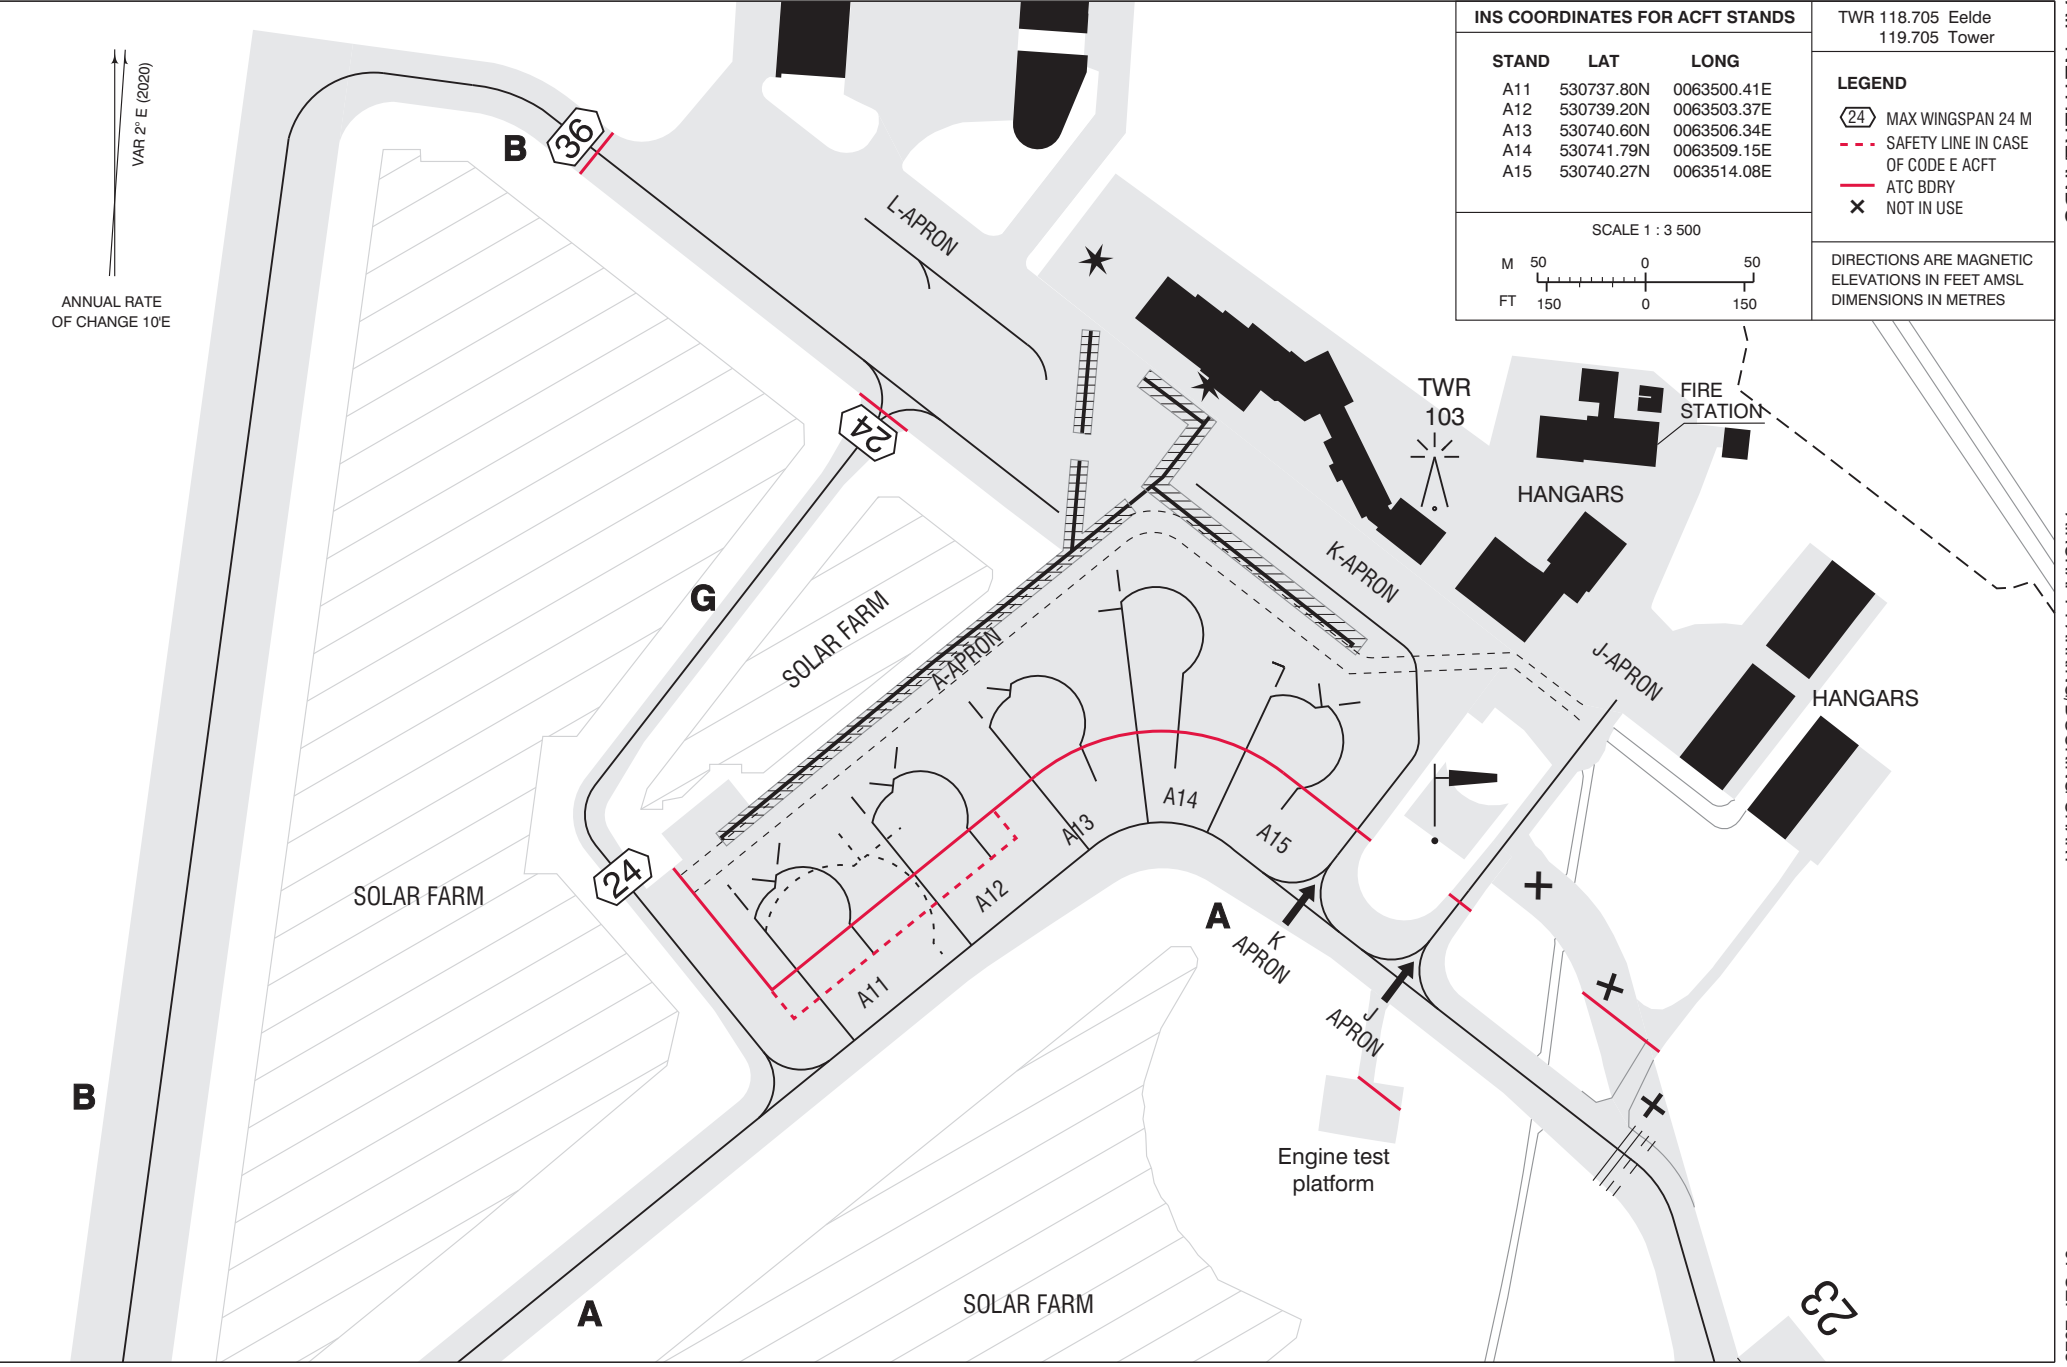 INS COORDINATES FOR ACFT STANDS
STAND LAT LONG
A11 530737.80N 0063500.41E
A12 530739.20N 0063503.37E
A13 530740.60N 0063506.34E
A14 530741.79N 0063509.15E
A15 530740.27N 0063514.08E
SCALE 1 : 3 500
M 50 0 50
FT 150 0 150
TWR 118.705 Eelde
119.705 Tower
LEGEND
24 MAX WINGSPAN 24 M
SAFETY LINE IN CASE
OF CODE E ACFT
ATC BDRY
NOT IN USE
DIRECTIONS ARE MAGNETIC
ELEVATIONS IN FEET AMSL
DIMENSIONS IN METRES
VAR 2° E (2020)
ANNUAL RATE
OF CHANGE 10'E
B
36
L-APRON
24
TWR
103
FIRE
STATION
HANGARS
K-APRON
G
SOLAR FARM
A-APRON
J-APRON
HANGARS
24
SOLAR FARM
A11
A12
A13
A14
A15
A
K
APRON
J
APRON
B
Engine test
platform
A
SOLAR FARM
23